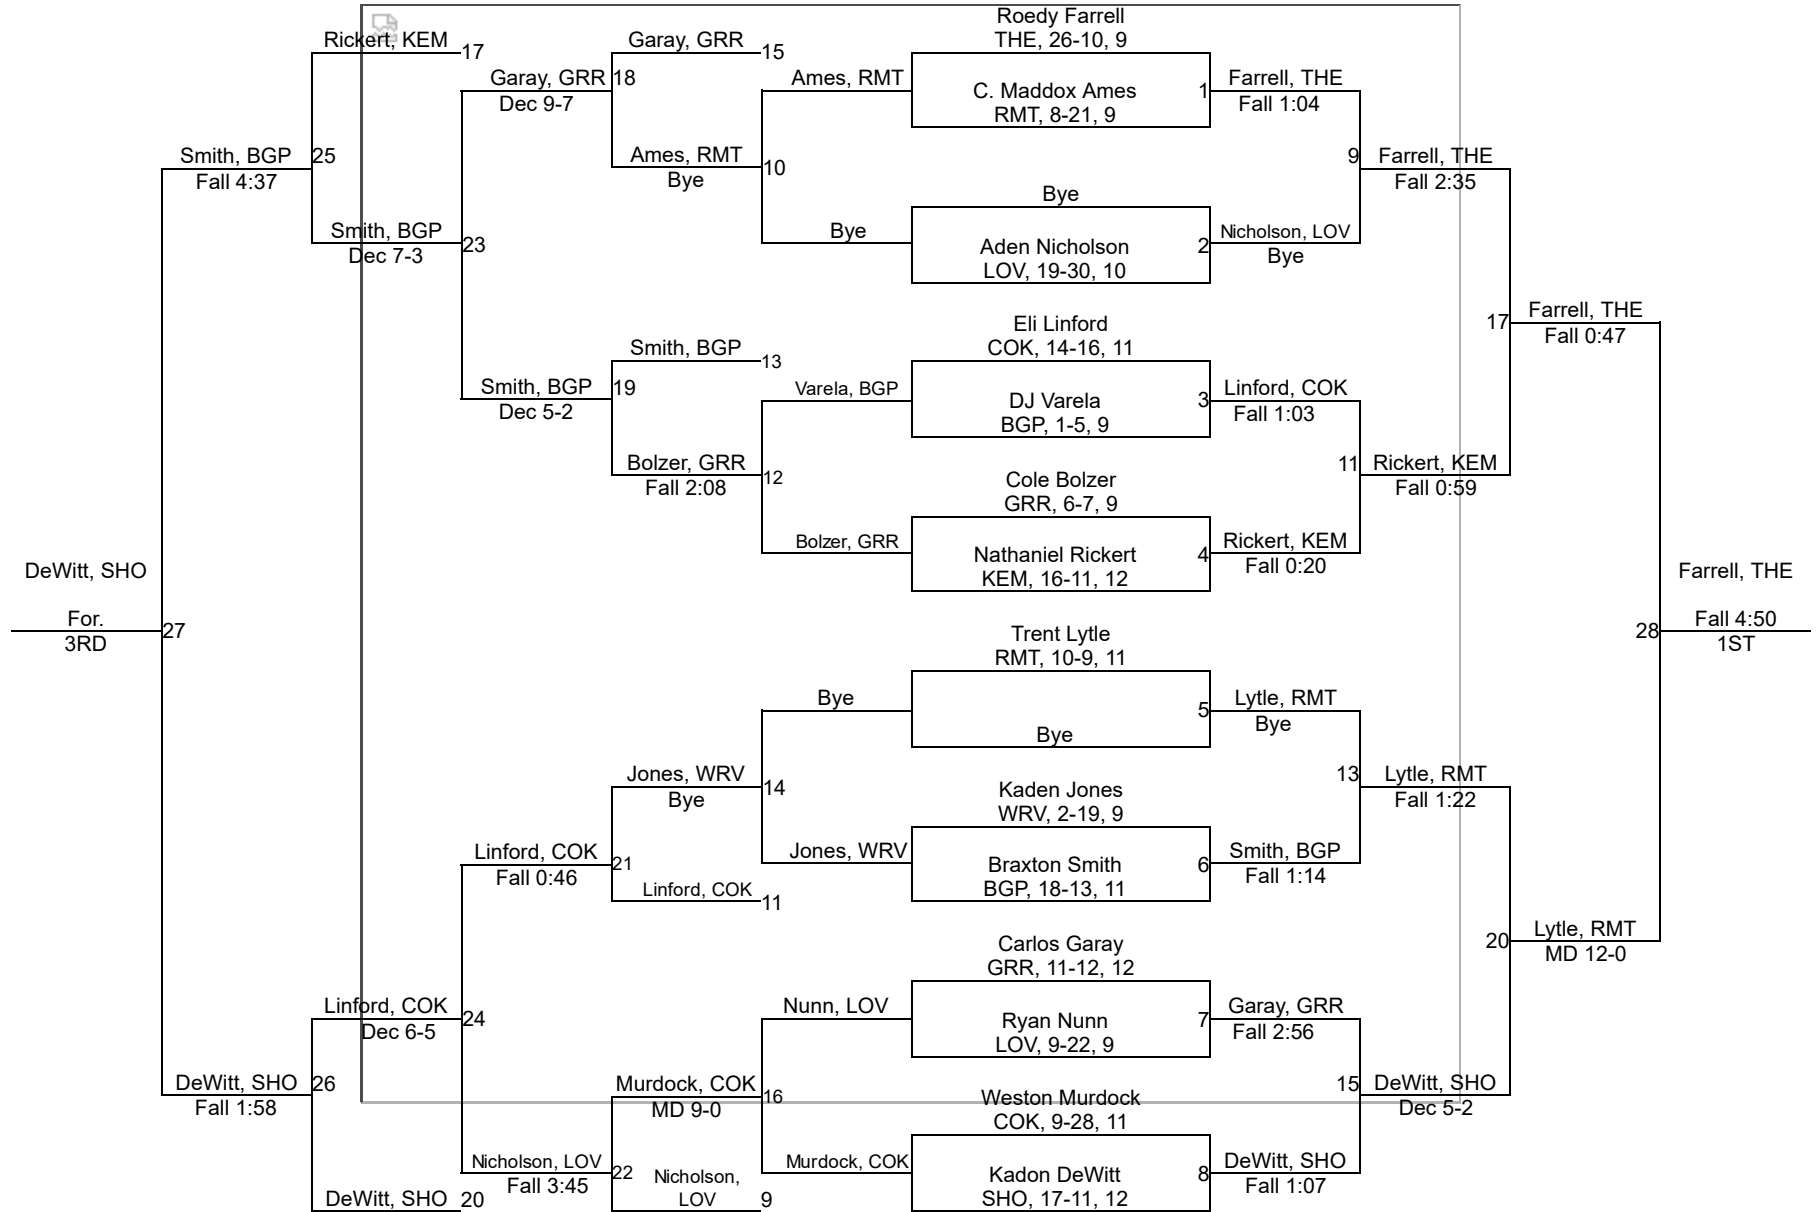 Roedy Farrell
Rickert, KEM
17
Garay, GRR
15
THE, 26-10, 9
Garay, GRR
18
Ames, RMT
C. Maddox Ames
1
Farrell, THE
Dec 9-7
RMT, 8-21, 9
Fall 1:04
Smith, BGP
25
Ames, RMT
10
9
Farrell, THE
Fall 4:37
Bye
Fall 2:35
Bye
Smith, BGP
23
Bye
Aden Nicholson
2
Nicholson, LOV
Dec 7-3
LOV, 19-30, 10
Bye
Eli Linford
17
Farrell, THE
Smith, BGP
13
COK, 14-16, 11
Fall 0:47
Smith, BGP
19
Varela, BGP
DJ Varela
3
Linford, COK
Dec 5-2
BGP, 1-5, 9
Fall 1:03
Bolzer, GRR
12
11
Rickert, KEM
Fall 2:08
Cole Bolzer
Fall 0:59
GRR, 6-7, 9
Bolzer, GRR
Nathaniel Rickert
4
Rickert, KEM
KEM, 16-11, 12
Fall 0:20
DeWitt, SHO
Farrell, THE
For.
27
28
Fall 4:50
3RD
1ST
Trent Lytle
RMT, 10-9, 11
Bye
5
Lytle, RMT
Bye
Bye
Jones, WRV
14
13
Lytle, RMT
Bye
Kaden Jones
Fall 1:22
WRV, 2-19, 9
Linford, COK
21
Jones, WRV
Braxton Smith
6
Smith, BGP
Fall 0:46
BGP, 18-13, 11
Fall 1:14
Linford, COK
11
Carlos Garay
20
Lytle, RMT
GRR, 11-12, 12
MD 12-0
Linford, COK
24
Nunn, LOV
Ryan Nunn
7
Garay, GRR
Dec 6-5
LOV, 9-22, 9
Fall 2:56
DeWitt, SHO
26
Murdock, COK
16
15
DeWitt, SHO
Fall 1:58
MD 9-0
Weston Murdock
Dec 5-2
COK, 9-28, 11
Nicholson, LOV
22
Murdock, COK
Kadon DeWitt
8
DeWitt, SHO
Fall 3:45
SHO, 17-11, 12
Fall 1:07
Nicholson,
LOV
9
DeWitt, SHO
20